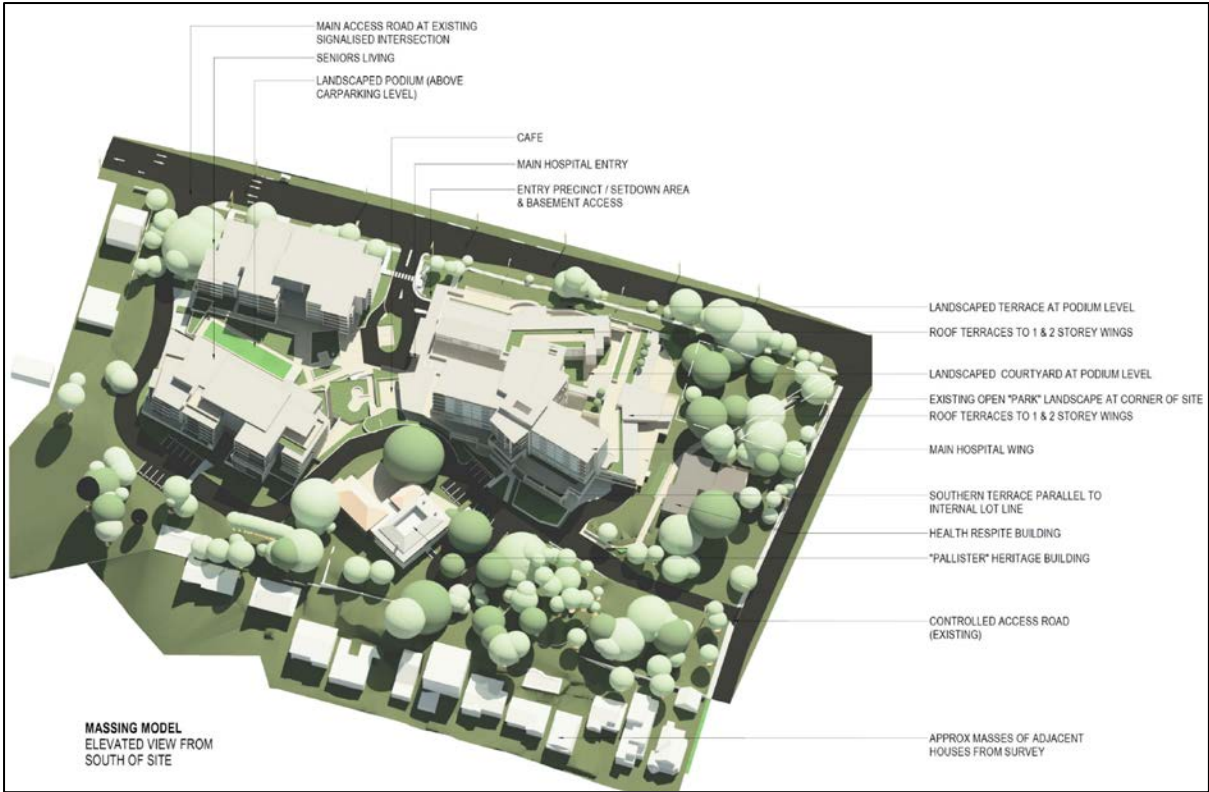 MAIN ACCESS ROAD AT EXISTING
SIGNALISED INTERSECTION
SENIORS LIVING
LANDSCAPED PODIUM (ABOVE
CARPARKING LEVEL)
CAFE
MAIN HOSPITAL ENTRY
ENTRY PRECINCT / SETDOWN AREA
& BASEMENT ACCESS
LANDSCAPED TERRACE AT PODIUM LEVEL
ROOF TERRACES TO 1 & 2 STOREY WINGS
LANDSCAPED COURTYARD AT PODIUM LEVEL
EXISTING OPEN "PARK" LANDSCAPE AT CORNER OF SITE
ROOF TERRACES TO 1 & 2 STOREY WINGS
MAIN HOSPITAL WING
SOUTHERN TERRACE PARALLEL TO
INTERNAL LOT LINE
HEALTH RESPITE BUILDING
"PALLISTER" HERITAGE BUILDING
CONTROLLED ACCESS ROAD
(EXISTING)
APPROX MASSES OF ADJACENT
HOUSES FROM SURVEY
MASSING MODEL
ELEVATED VIEW FROM
SOUTH OF SITE